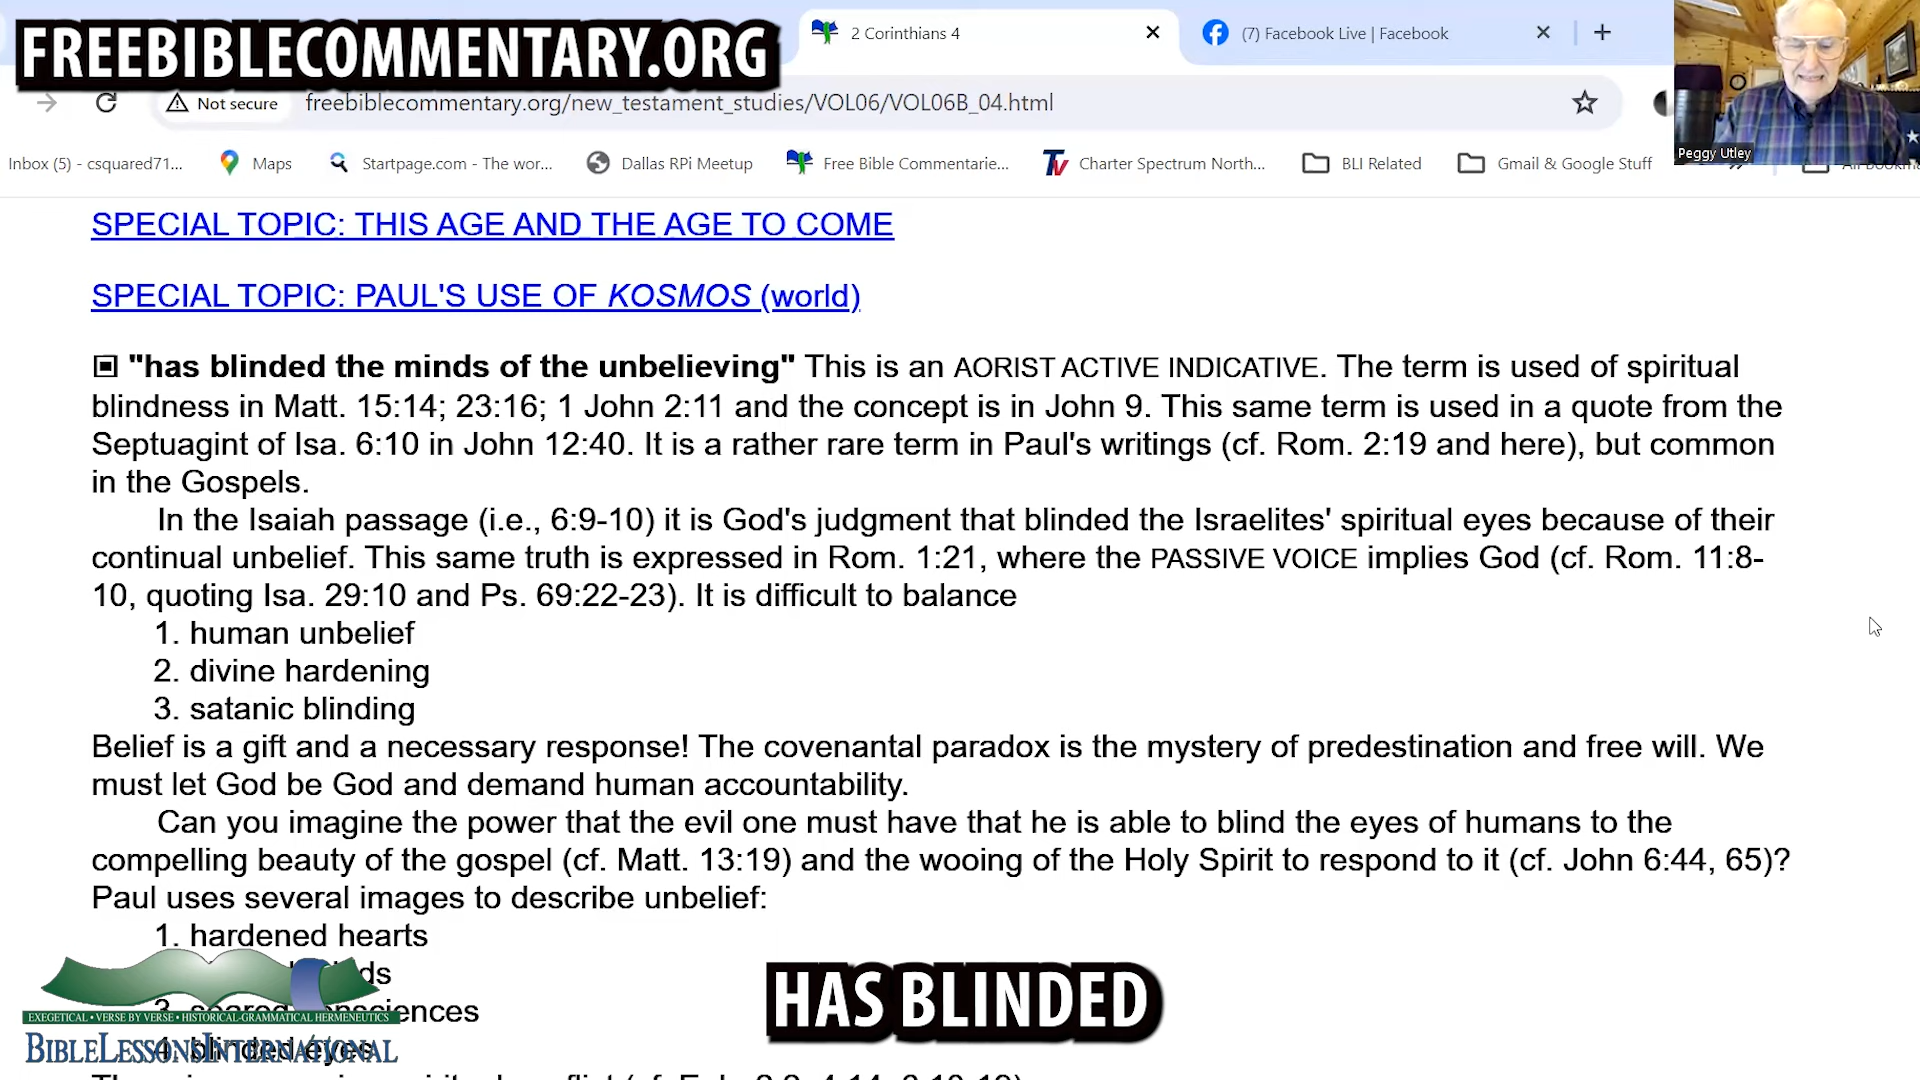 FREEBIBLECOMMENTARY.ORG
2 Corinthians 4
(7) Facebook Live | Facebook
Not secure
freebiblecommentary.org/new_testament_studies/VOL06/VOL06B_04.html
Peggy Utley
Inbox (5) - csquared71...
Maps
Startpage.com - The wor...
Dallas RPi Meetup
Free Bible Commentarie...
Charter Spectrum North...
BLI Related
Gmail & Google Stuff
SPECIAL TOPIC: THIS AGE AND THE AGE TO COME
SPECIAL TOPIC: PAUL'S USE OF KOSMOS (world)
"has blinded the minds of the unbelieving" This is an AORIST ACTIVE INDICATIVE. The term is used of spiritual
blindness in Matt. 15:14; 23:16; 1 John 2:11 and the concept is in John 9. This same term is used in a quote from the
Septuagint of Isa. 6:10 in John 12:40. It is a rather rare term in Paul's writings (cf. Rom. 2:19 and here), but common
in the Gospels.
In the Isaiah passage (i.e., 6:9-10) it is God's judgment that blinded the Israelites' spiritual eyes because of their
continual unbelief. This same truth is expressed in Rom. 1:21, where the PASSIVE VOICE implies God (cf. Rom. 11:8-
10, quoting Isa. 29:10 and Ps. 69:22-23). It is difficult to balance
1. human unbelief
2. divine hardening
3. satanic blinding
Belief is a gift and a necessary response! The covenantal paradox is the mystery of predestination and free will. We
must let God be God and demand human accountability.
Can you imagine the power that the evil one must have that he is able to blind the eyes of humans to the
compelling beauty of the gospel (cf. Matt. 13:19) and the wooing of the Holy Spirit to respond to it (cf. John 6:44, 65)?
Paul uses several images to describe unbelief:
1. hardened hearts
3. seared consciences
4. blinded eyes
HAS BLINDED
EXEGETICAL • VERSE BY VERSE • HISTORICAL-GRAMMATICAL HERMENEUTICS
BIBLELESSONSINTERNATIONAL